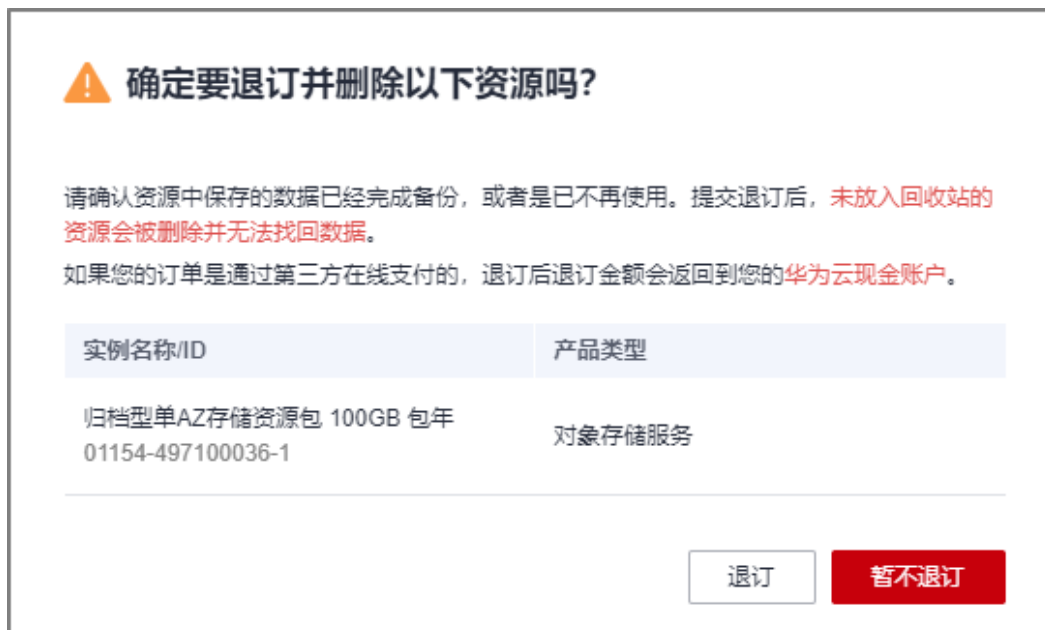 确定要退订并删除以下资源吗？
请确认资源中保存的数据已经完成备份，或者是已不再使用。提交退订后，未放入回收站的
资源会被删除并无法找回数据。
如果您的订单是通过第三方在线支付的，退订后退订金额会返回到您的华为云现金账户。
实例名称/ID 产品类型
归档型单AZ存储资源包 100GB 包年
01154-497100036-1
对象存储服务
退订 暂不退订